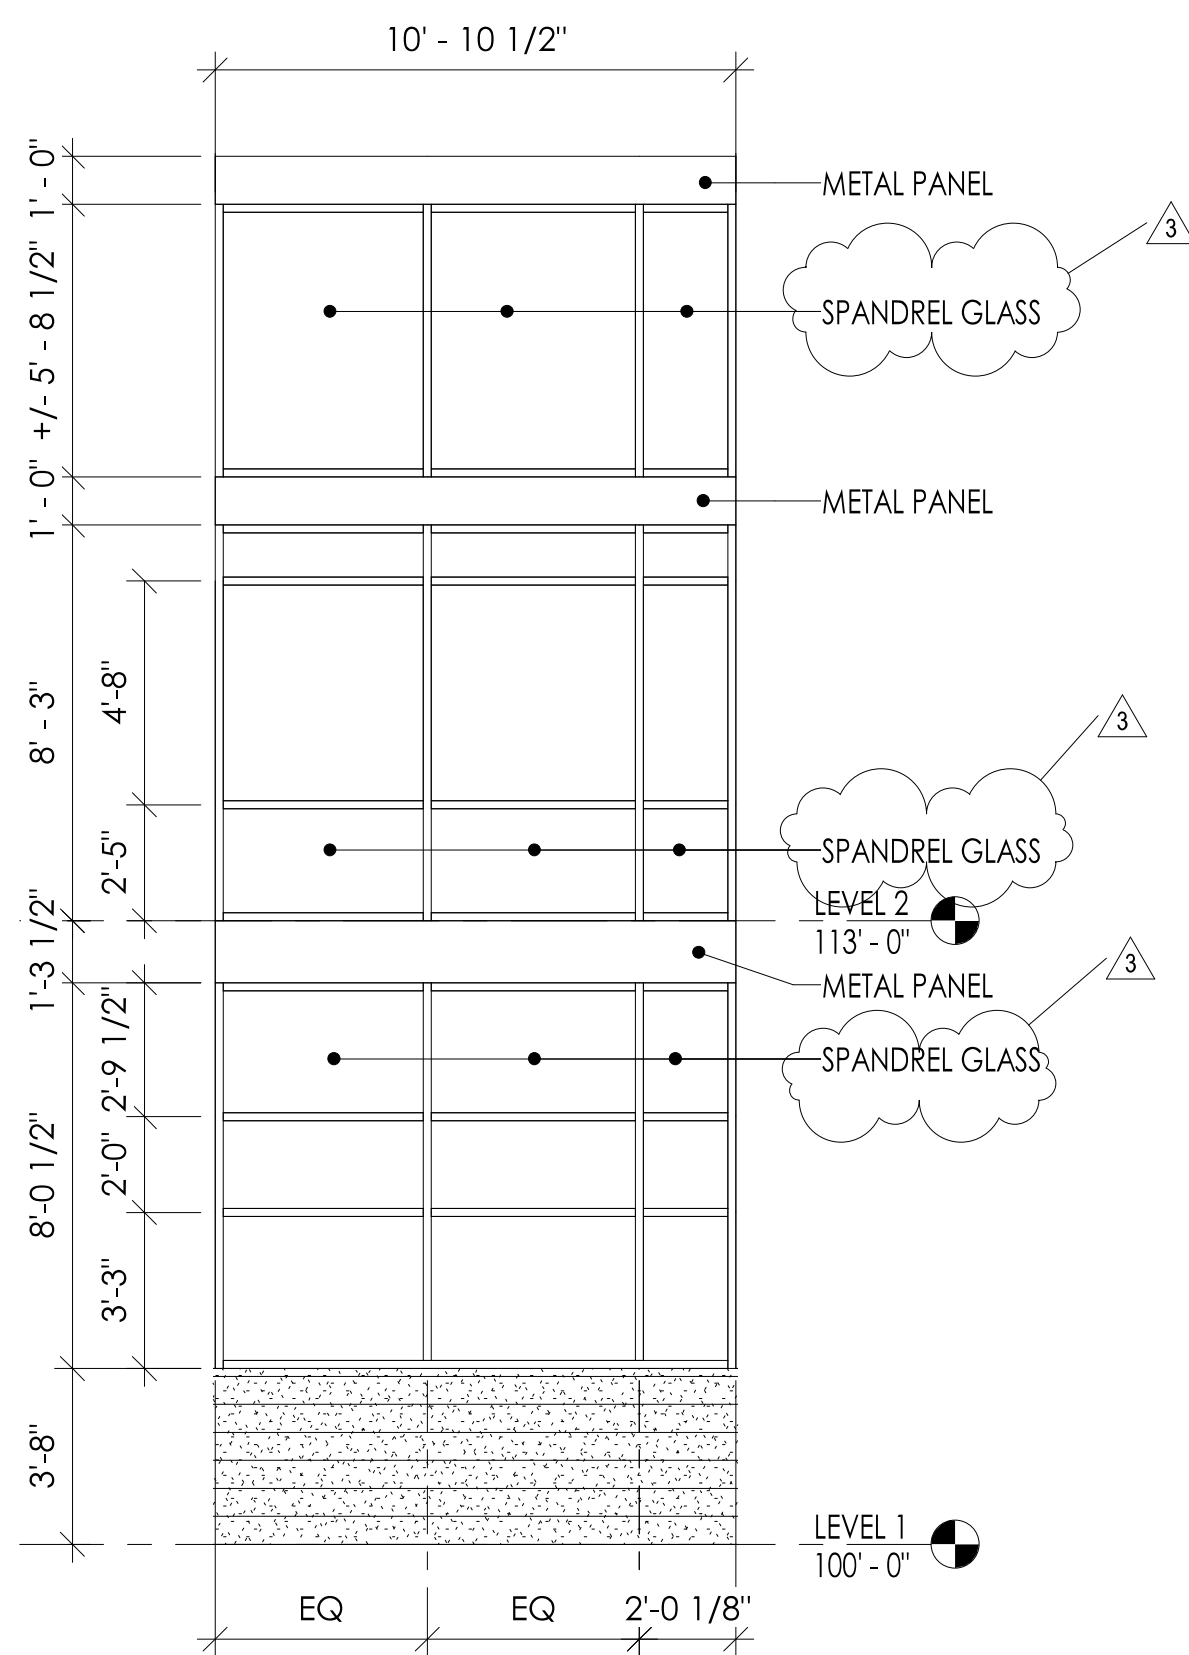 10' - 10 1/2"
1' - 0"
METAL PANEL
3
+/- 5' - 8 1/2"
SPANDREL GLASS
1' - 0"
METAL PANEL
8' - 3"
4'-8"
3
2'-5"
SPANDREL GLASS
LEVEL 2
113' - 0"
1'-3 1/2"
METAL PANEL
3
2'-9 1/2"
SPANDREL GLASS
8'-0 1/2"
2'-0"
3'-3"
3'-8"
LEVEL 1
100' - 0"
EQ
EQ
2'-0 1/8"